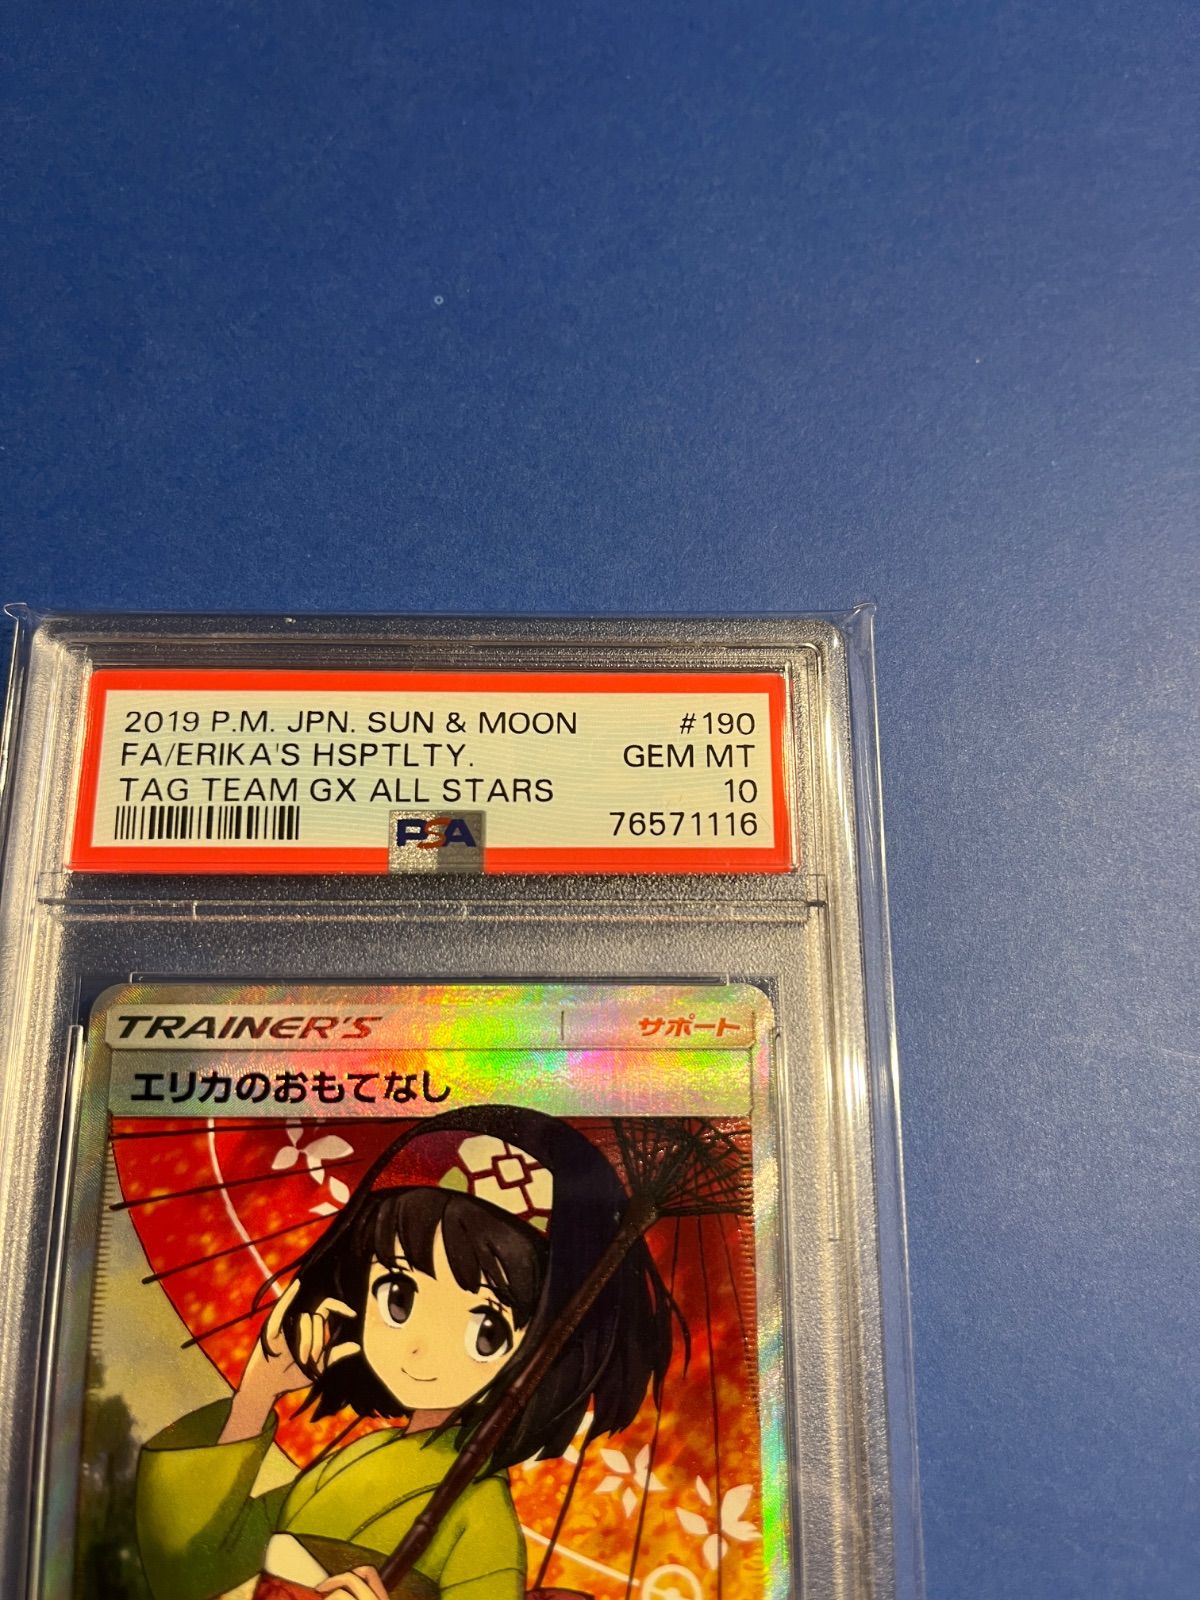 2019 P.M. JPN. SUN & MOON #190
FA/ERIKA'S HSPTLTY. GEM MT
TAG TEAM GX ALL STARS 10
PSA 76571116
TRAINER'S サポート
エリカのおもてなし